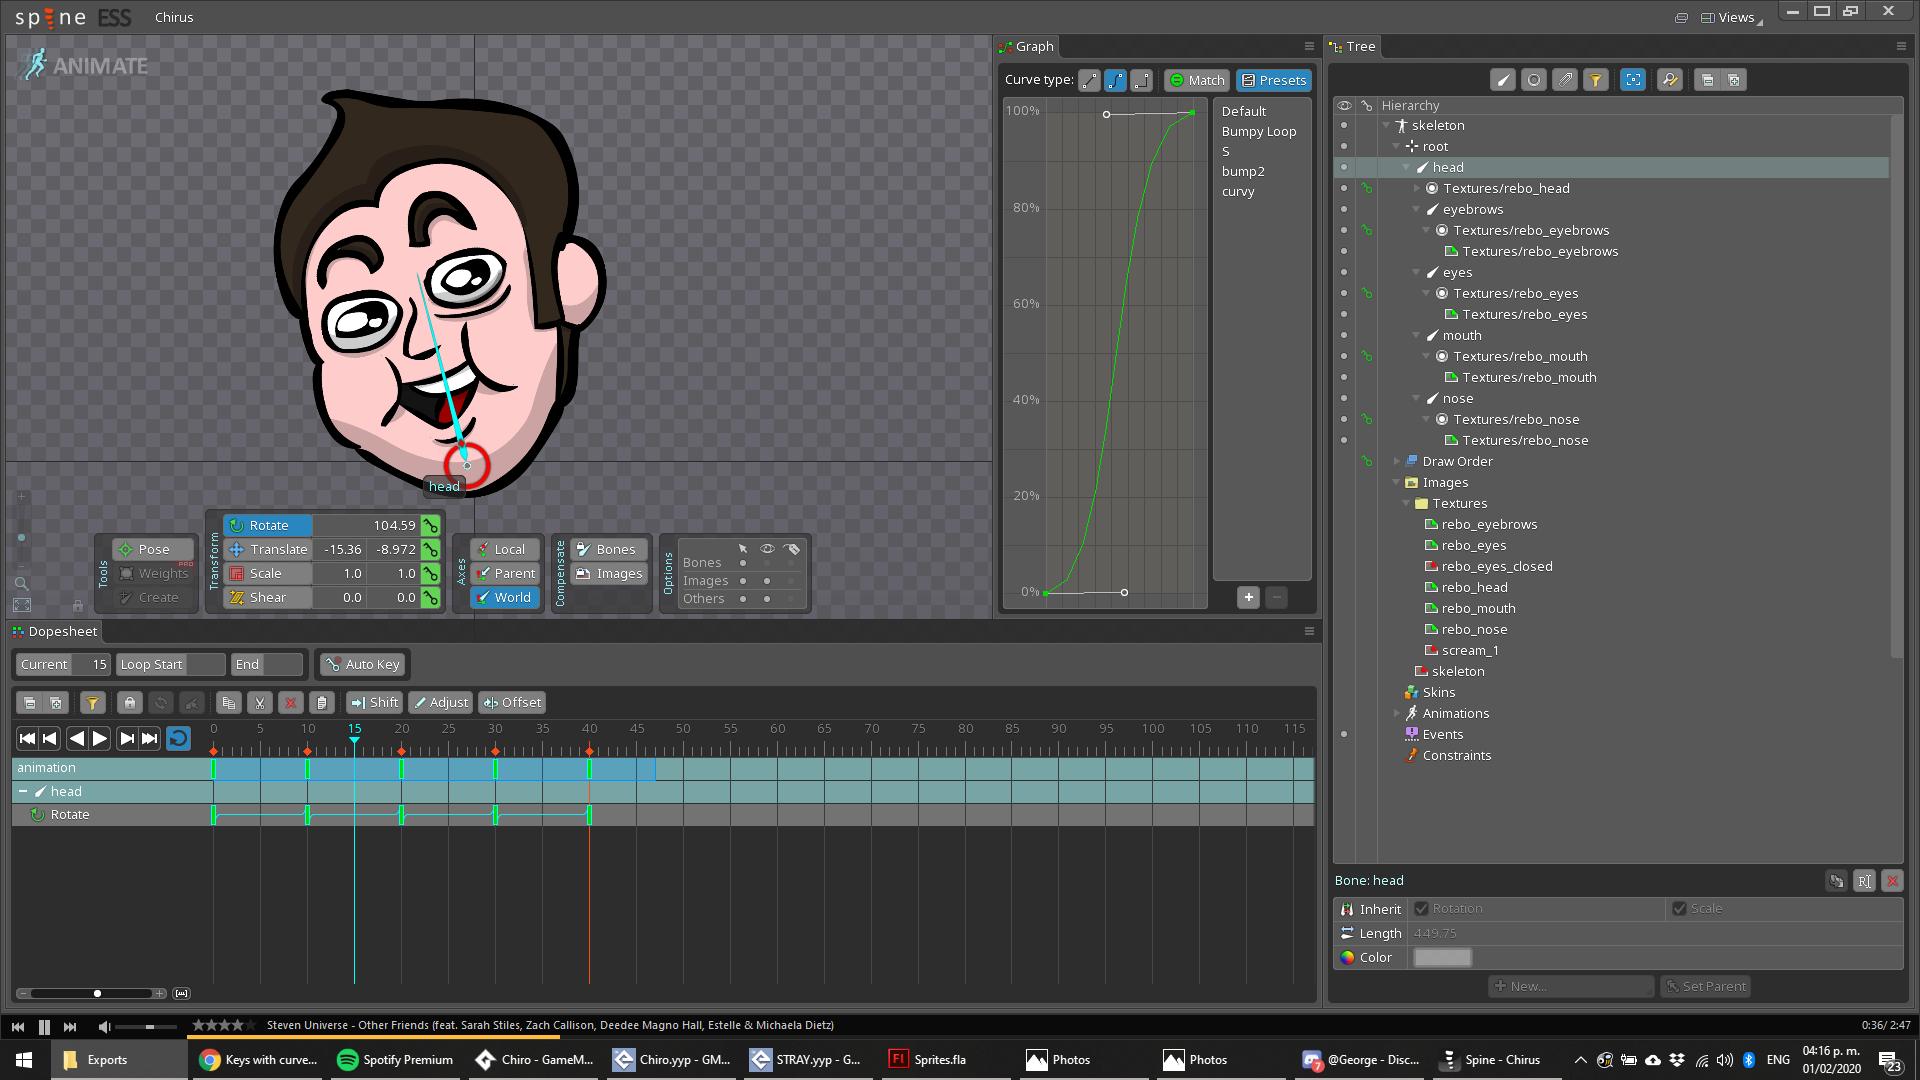 spine ESS
Chirus
Views
ANIMATE
head
Tools
Pose
Weights PRO
Create
Transform
Rotate 104.59
Translate -15.36 -8.972
Scale 1.0 1.0
Shear 0.0 0.0
Axes
Local
Parent
World
Compensate
Bones
Images
Options
Bones
Images
Others
Graph
Curve type:
Match
Presets
100%
80%
60%
40%
20%
0%
Default
Bumpy Loop
S
bump2
curvy
Tree
Hierarchy
skeleton
root
head
Textures/rebo_head
eyebrows
Textures/rebo_eyebrows
Textures/rebo_eyebrows
eyes
Textures/rebo_eyes
Textures/rebo_eyes
mouth
Textures/rebo_mouth
Textures/rebo_mouth
nose
Textures/rebo_nose
Textures/rebo_nose
Draw Order
Images
Textures
rebo_eyebrows
rebo_eyes
rebo_eyes_closed
rebo_head
rebo_mouth
rebo_nose
scream_1
skeleton
Skins
Animations
Events
Constraints
Bone: head
Inherit Rotation Scale
Length 449.75
Color
New... Set Parent
Dopesheet
Current 15 Loop Start End Auto Key
Shift Adjust Offset
0 5 10 15 20 25 30 35 40 45 50 55 60 65 70 75 80 85 90 95 100 105 110 115
animation
head
Rotate
Steven Universe - Other Friends (feat. Sarah Stiles, Zach Callison, Deedee Magno Hall, Estelle & Michaela Dietz)
0:36/ 2:47
Exports
Keys with curve...
Spotify Premium
Chiro - GameM...
Chiro.yyp - GM...
STRAY.yyp - G...
Fl Sprites.fla
Photos
Photos
7 @George - Disc...
Spine - Chirus
ENG
04:16 p. m.
01/02/2020
23